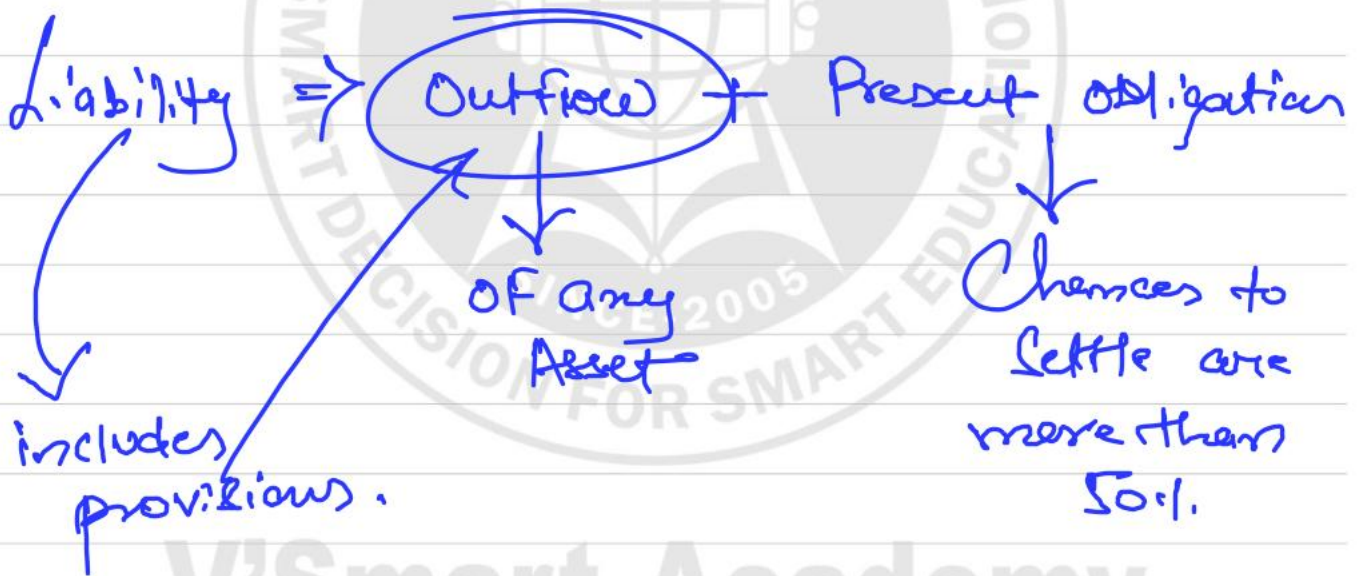 Liability => Outflow + Present obligation
OF any
Asset
Chances to
Settle are
more than
50%.
includes
provisions.
SMART DECISION FOR SMART EDUCATION
SINCE 2005
V'Smart Academy